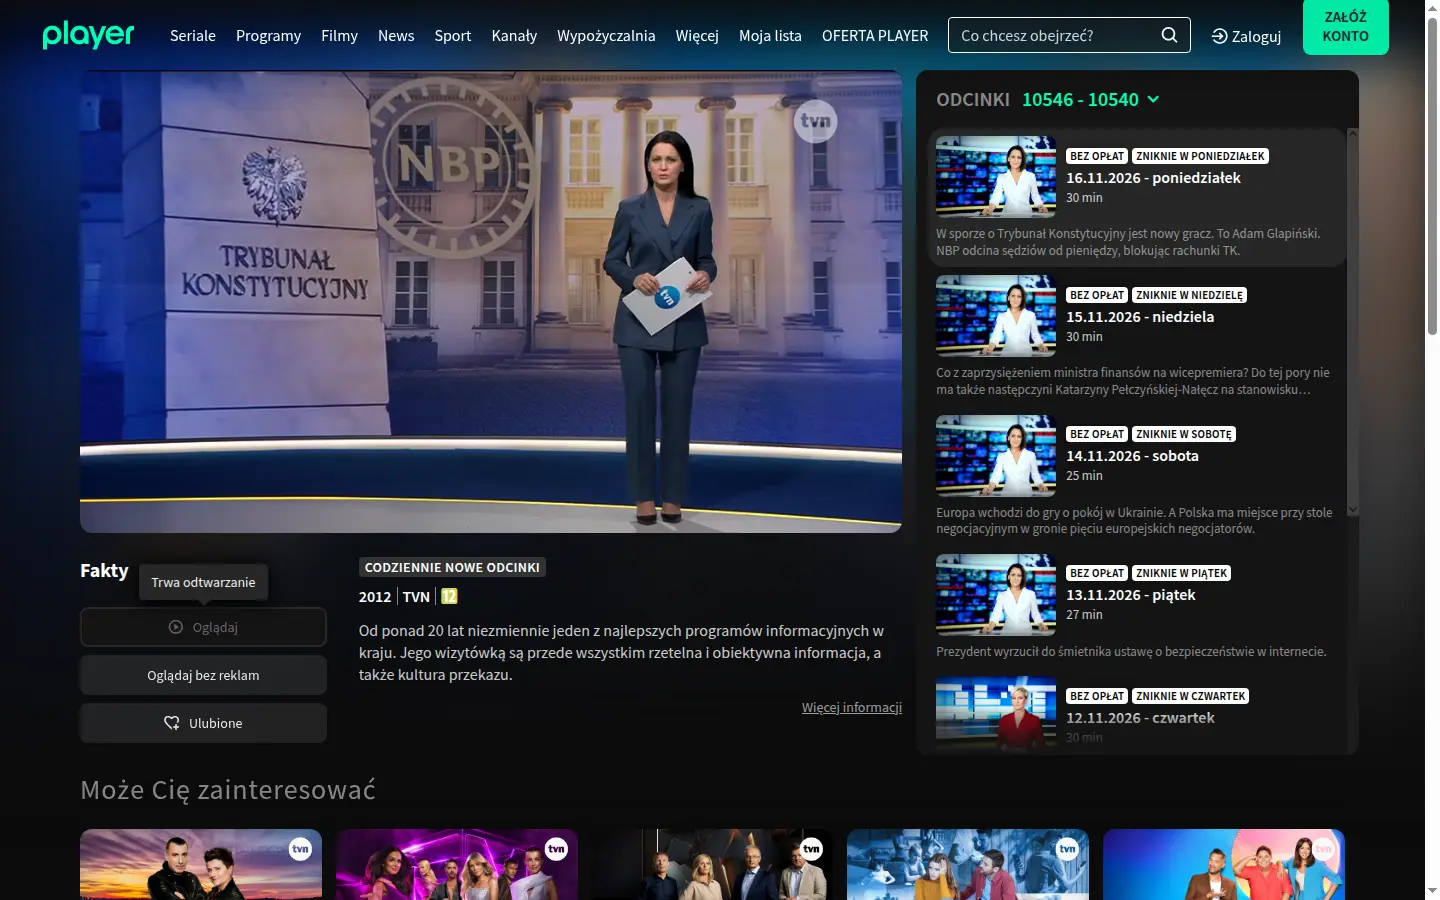 player
Seriale
Programy
Filmy
News
Sport
Kanały
Wypożyczalnia
Więcej
Moja lista
OFERTA PLAYER
Co chcesz obejrzeć?
Zaloguj
ZAŁÓŻ
KONTO
NBP
TRYBUNAŁ
KONSTYTUCYJNY
tvn
tvn
ODCINKI 10546 - 10540
BEZ OPŁAT ZNIKNIE W PONIEDZIAŁEK
16.11.2026 - poniedziałek
30 min
W sporze o Trybunał Konstytucyjny jest nowy gracz. To Adam Glapiński.
NBP odcina sędziów od pieniędzy, blokując rachunki TK.
BEZ OPŁAT ZNIKNIE W NIEDZIELĘ
15.11.2026 - niedziela
30 min
Co z zaprzysiężeniem ministra finansów na wicepremiera? Do tej pory nie
ma także następczyni Katarzyny Pełczyńskiej-Nałęcz na stanowisku…
BEZ OPŁAT ZNIKNIE W SOBOTĘ
14.11.2026 - sobota
25 min
Europa wchodzi do gry o pokój w Ukrainie. A Polska ma miejsce przy stole
negocjacyjnym w gronie pięciu europejskich negocjatorów.
BEZ OPŁAT ZNIKNIE W PIĄTEK
13.11.2026 - piątek
27 min
Prezydent wyrzucił do śmietnika ustawę o bezpieczeństwie w internecie.
BEZ OPŁAT ZNIKNIE W CZWARTEK
12.11.2026 - czwartek
30 min
Fakty
Trwa odtwarzanie
Oglądaj
Oglądaj bez reklam
Ulubione
CODZIENNIE NOWE ODCINKI
2012 TVN 12
Od ponad 20 lat niezmiennie jeden z najlepszych programów informacyjnych w
kraju. Jego wizytówką są przede wszystkim rzetelna i obiektywna informacja, a
także kultura przekazu.
Więcej informacji
Może Cię zainteresować
tvn
tvn
tvn
tvn
tvn